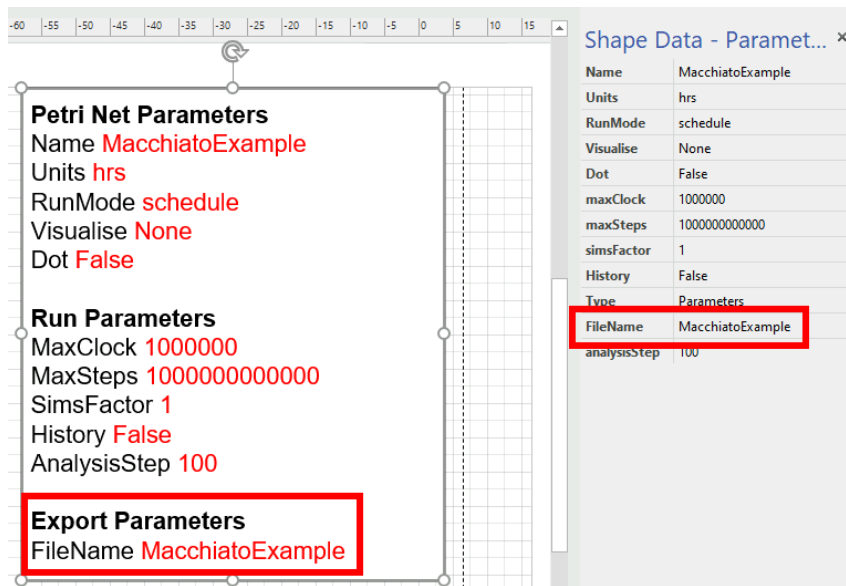 -60 -55 -50 -45 -40 -35 -30 -25 -20 -15 -10 -5 0 5 10 15
Petri Net Parameters
Name MacchiatoExample
Units hrs
RunMode schedule
Visualise None
Dot False
Run Parameters
MaxClock 1000000
MaxSteps 1000000000000
SimsFactor 1
History False
AnalysisStep 100
Export Parameters
FileName MacchiatoExample
Shape Data - Paramet... ×
Name MacchiatoExample
Units hrs
RunMode schedule
Visualise None
Dot False
maxClock 1000000
maxSteps 1000000000000
simsFactor 1
History False
Type Parameters
FileName MacchiatoExample
analysisStep 100